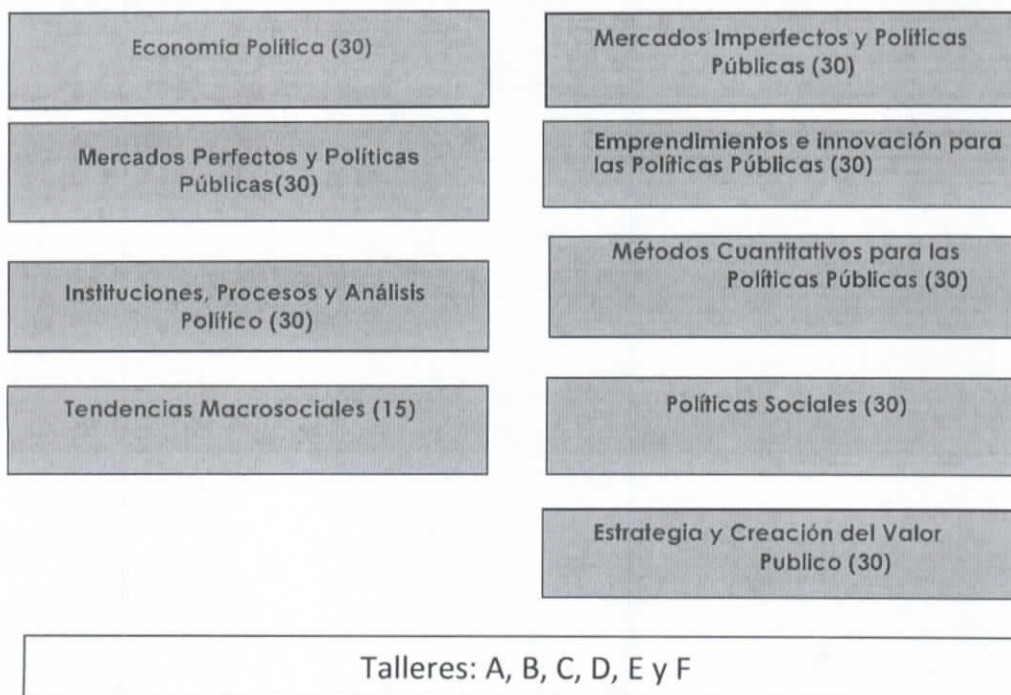 Economía Política (30)
Mercados Perfectos y Políticas
Públicas(30)
Instituciones, Procesos y Análisis
Político (30)
Tendencias Macrosociales (15)
Mercados Imperfectos y Políticas
Públicas (30)
Emprendimientos e innovación para
las Políticas Públicas (30)
Métodos Cuantitativos para las
Políticas Públicas (30)
Políticas Sociales (30)
Estrategia y Creación del Valor
Publico (30)
Talleres: A, B, C, D, E y F